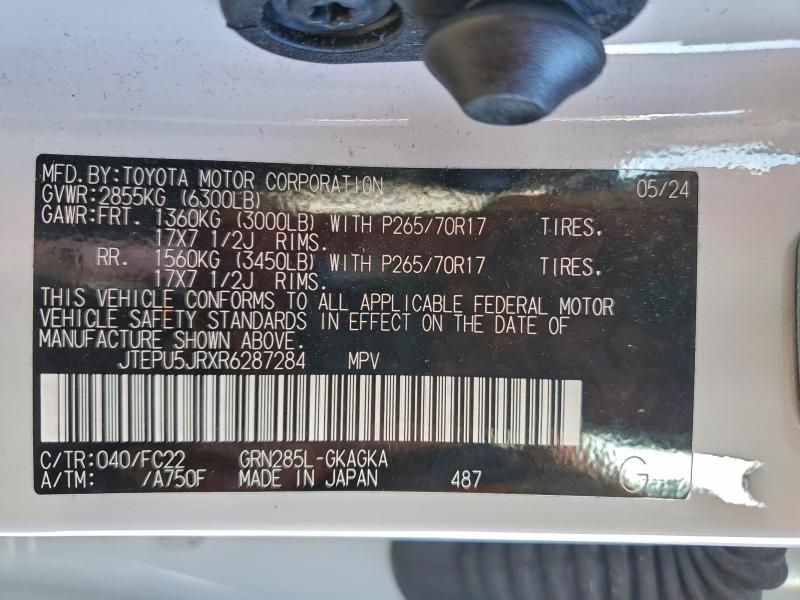 MFD. BY: TOYOTA MOTOR CORPORATION 05/24
GVWR: 2855KG (6300LB)
GAWR: FRT. 1360KG (3000LB) WITH P265/70R17 TIRES.
17X7 1/2J RIMS.
RR. 1560KG (3450LB) WITH P265/70R17 TIRES.
17X7 1/2J RIMS.
THIS VEHICLE CONFORMS TO ALL APPLICABLE FEDERAL MOTOR
VEHICLE SAFETY STANDARDS IN EFFECT ON THE DATE OF
MANUFACTURE SHOWN ABOVE.
JTEPU5JRXR6287284 MPV
C/TR: 040/FC22 GRN285L-GKAGKA
A/TM: /A750F MADE IN JAPAN 487 G